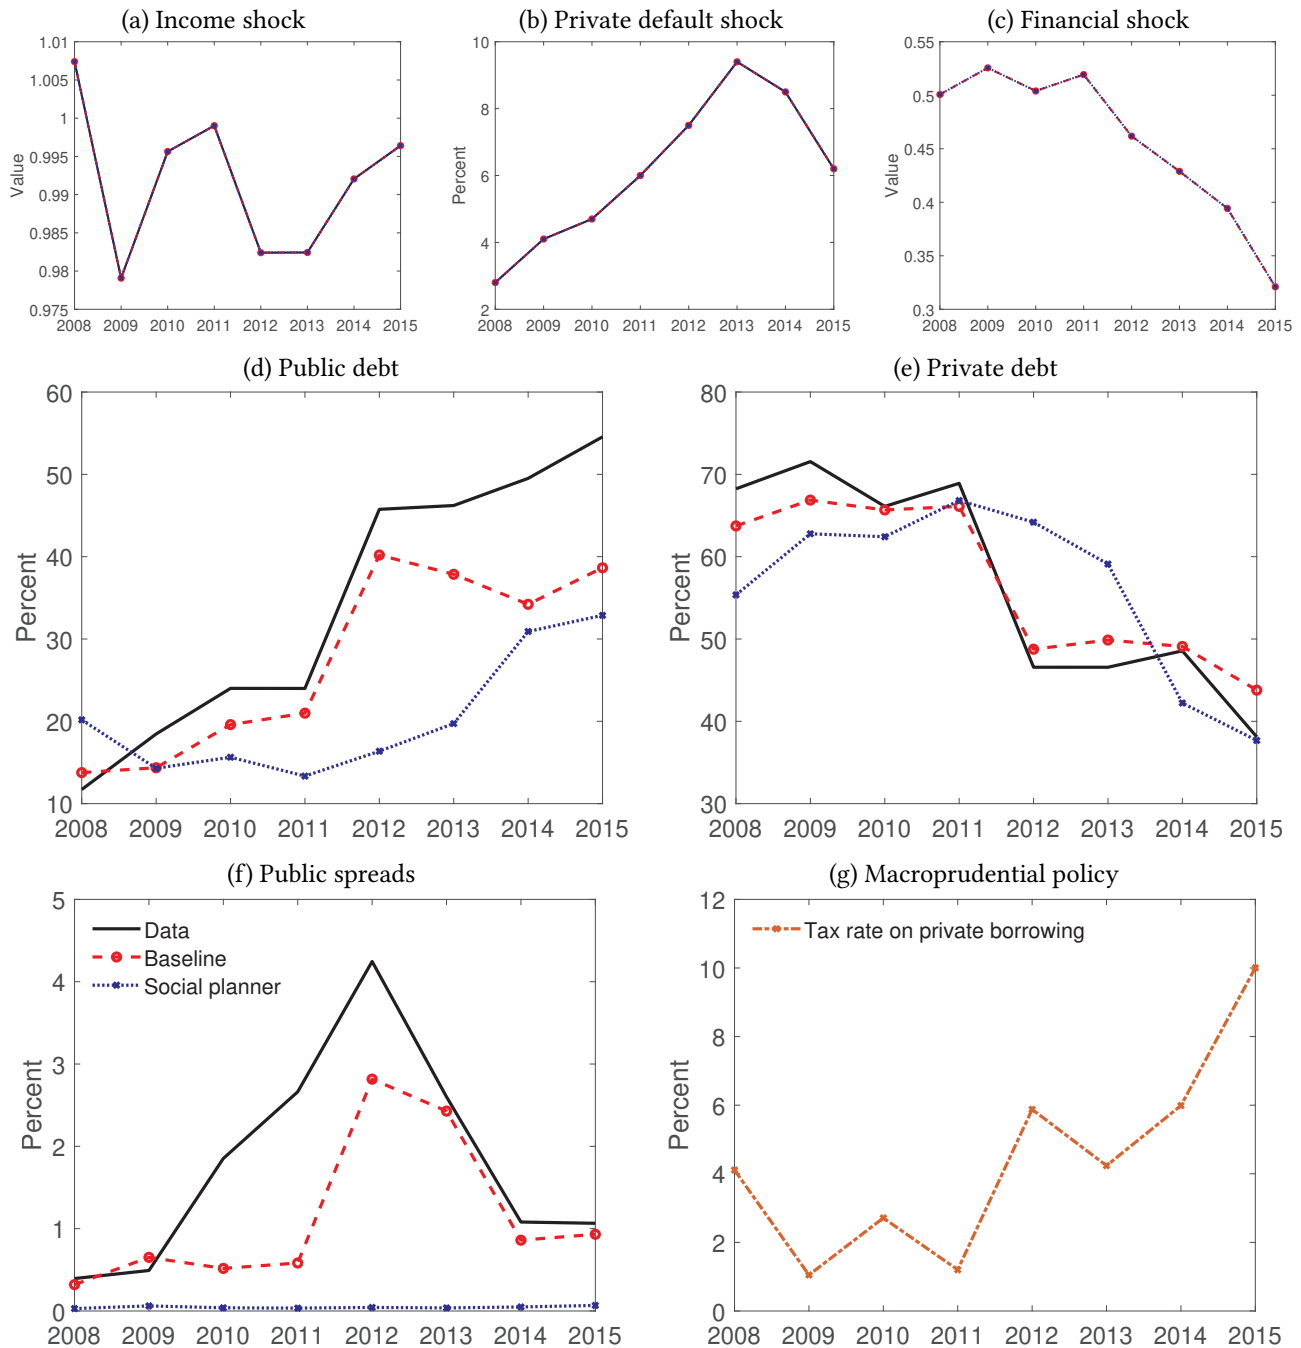 (a) Income shock
(b) Private default shock
(c) Financial shock
1.01
1.005
1
0.995
0.99
0.985
0.98
0.975
Value
2008 2009 2010 2011 2012 2013 2014 2015
10
8
6
4
2
Percent
2008 2009 2010 2011 2012 2013 2014 2015
0.55
0.5
0.45
0.4
0.35
0.3
Value
2008 2009 2010 2011 2012 2013 2014 2015
(d) Public debt
60
50
40
30
20
10
Percent
2008 2009 2010 2011 2012 2013 2014 2015
(e) Private debt
80
70
60
50
40
30
Percent
2008 2009 2010 2011 2012 2013 2014 2015
(f) Public spreads
5
4
3
2
1
0
Percent
Data
Baseline
Social planner
2008 2009 2010 2011 2012 2013 2014 2015
(g) Macroprudential policy
12
10
8
6
4
2
0
Percent
Tax rate on private borrowing
2008 2009 2010 2011 2012 2013 2014 2015